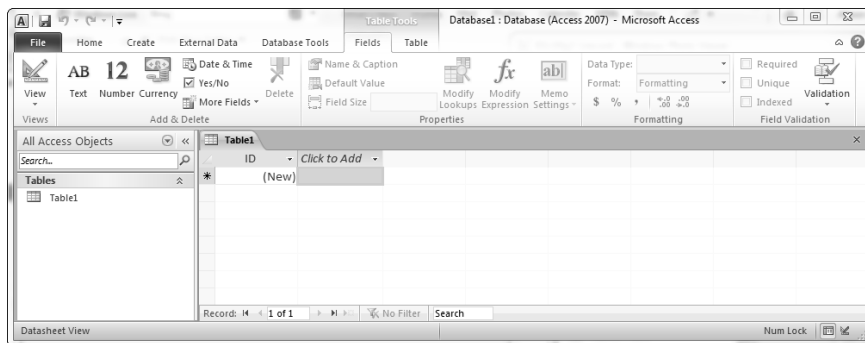 A Table Tools Database1 : Database (Access 2007) - Microsoft Access
File Home Create External Data Database Tools Fields Table
View
Views
AB Text
12 Number
Currency
Date & Time
Yes/No
More Fields
Delete
Add & Delete
Name & Caption
Default Value
Field Size
Modify Lookups
fx Modify Expression
ab Memo Settings
Properties
Data Type:
Format: Formatting
$ % , .00 .00
Formatting
Required
Unique
Indexed
Validation
Field Validation
All Access Objects
Search...
Tables
Table1
Table1
ID Click to Add
(New)
Record: 1 of 1 No Filter Search
Datasheet View Num Lock